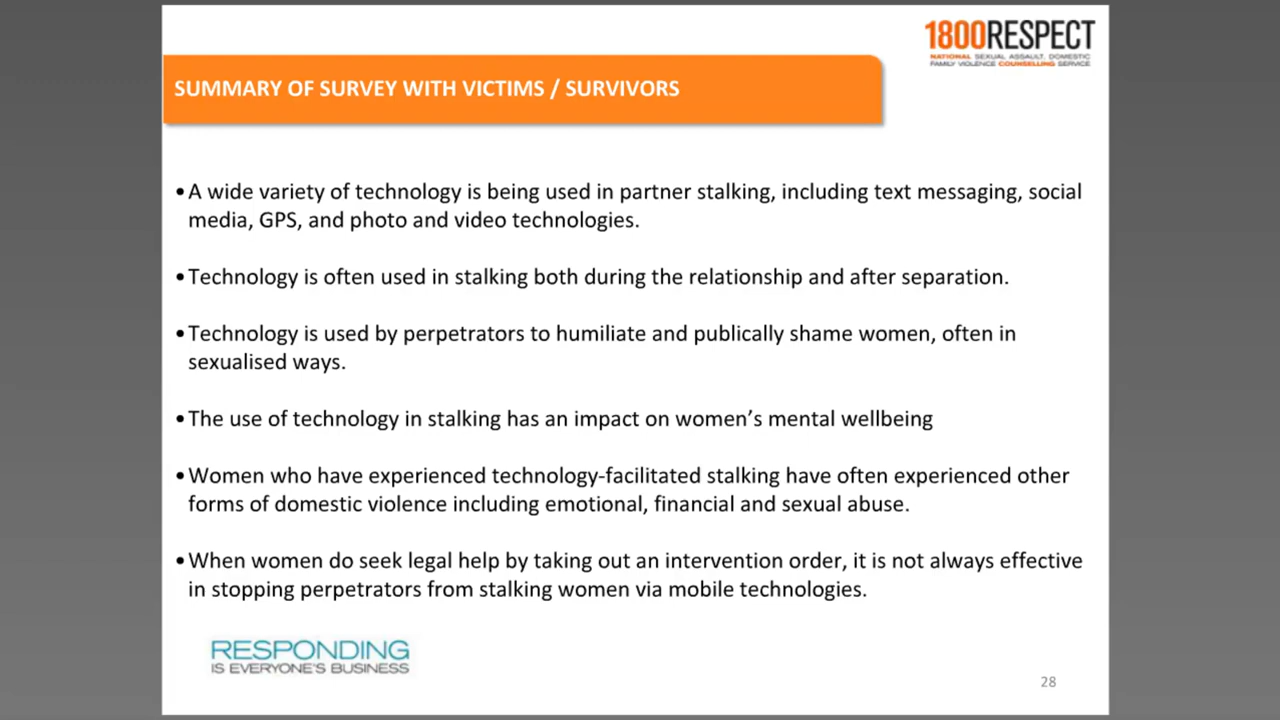 1800RESPECT
NATIONAL SEXUAL ASSAULT, DOMESTIC
FAMILY VIOLENCE COUNSELLING SERVICE
SUMMARY OF SURVEY WITH VICTIMS / SURVIVORS
•A wide variety of technology is being used in partner stalking, including text messaging, social
media, GPS, and photo and video technologies.
•Technology is often used in stalking both during the relationship and after separation.
•Technology is used by perpetrators to humiliate and publically shame women, often in
sexualised ways.
•The use of technology in stalking has an impact on women’s mental wellbeing
•Women who have experienced technology-facilitated stalking have often experienced other
forms of domestic violence including emotional, financial and sexual abuse.
•When women do seek legal help by taking out an intervention order, it is not always effective
in stopping perpetrators from stalking women via mobile technologies.
RESPONDING
IS EVERYONE'S BUSINESS
28